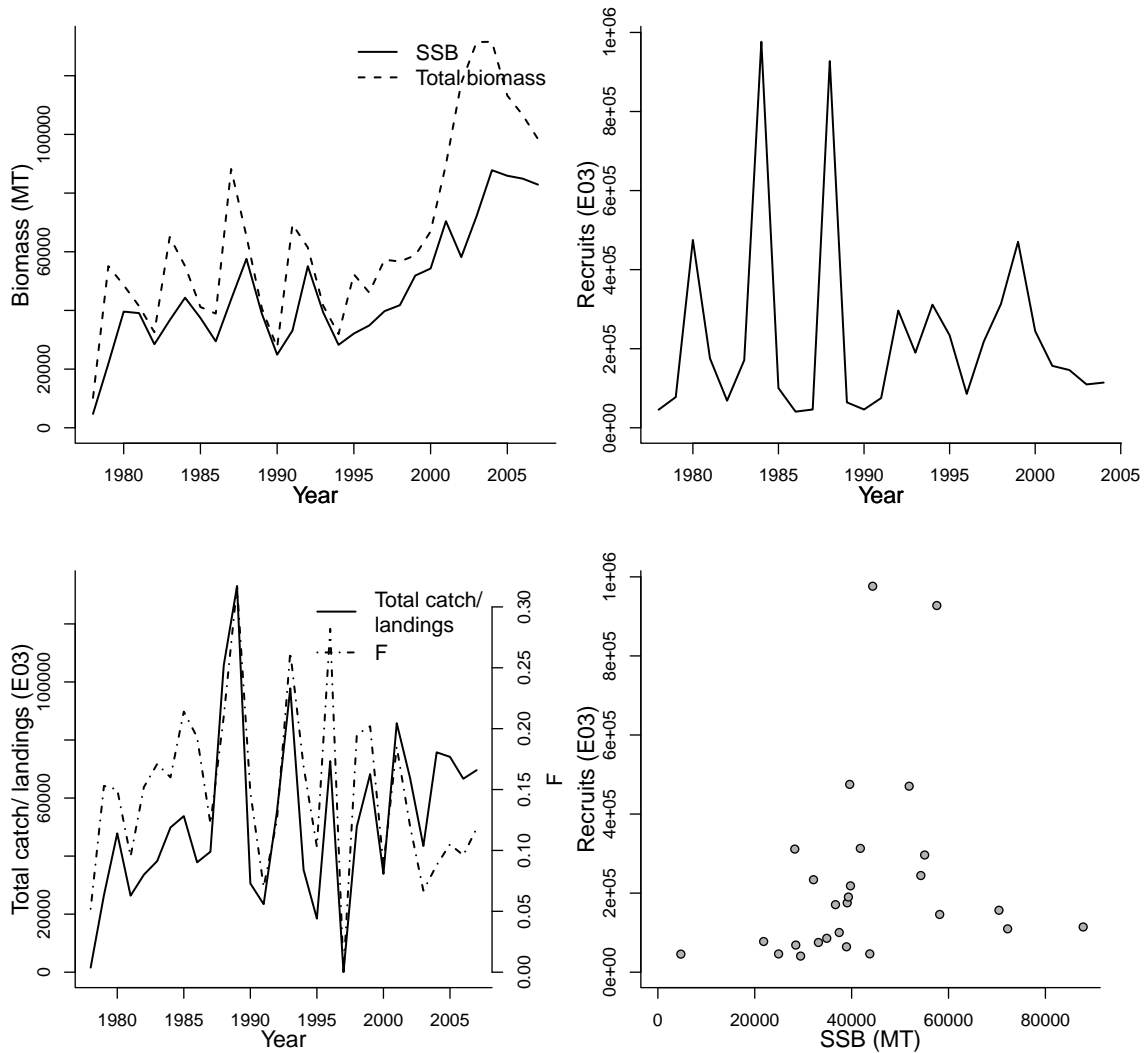 SSB
Total biomass
Biomass (MT)
0
20000
60000
100000
1980
1985
1990
1995
2000
2005
Year
Recruits (E03)
0e+00
2e+05
4e+05
6e+05
8e+05
1e+06
1980
1985
1990
1995
2000
2005
Year
Total catch/
landings
F
Total catch/ landings (E03)
0
20000
60000
100000
0.00
0.05
0.10
0.15
0.20
0.25
0.30
F
1980
1985
1990
1995
2000
2005
Year
Recruits (E03)
0e+00
2e+05
4e+05
6e+05
8e+05
1e+06
0
20000
40000
60000
80000
SSB (MT)